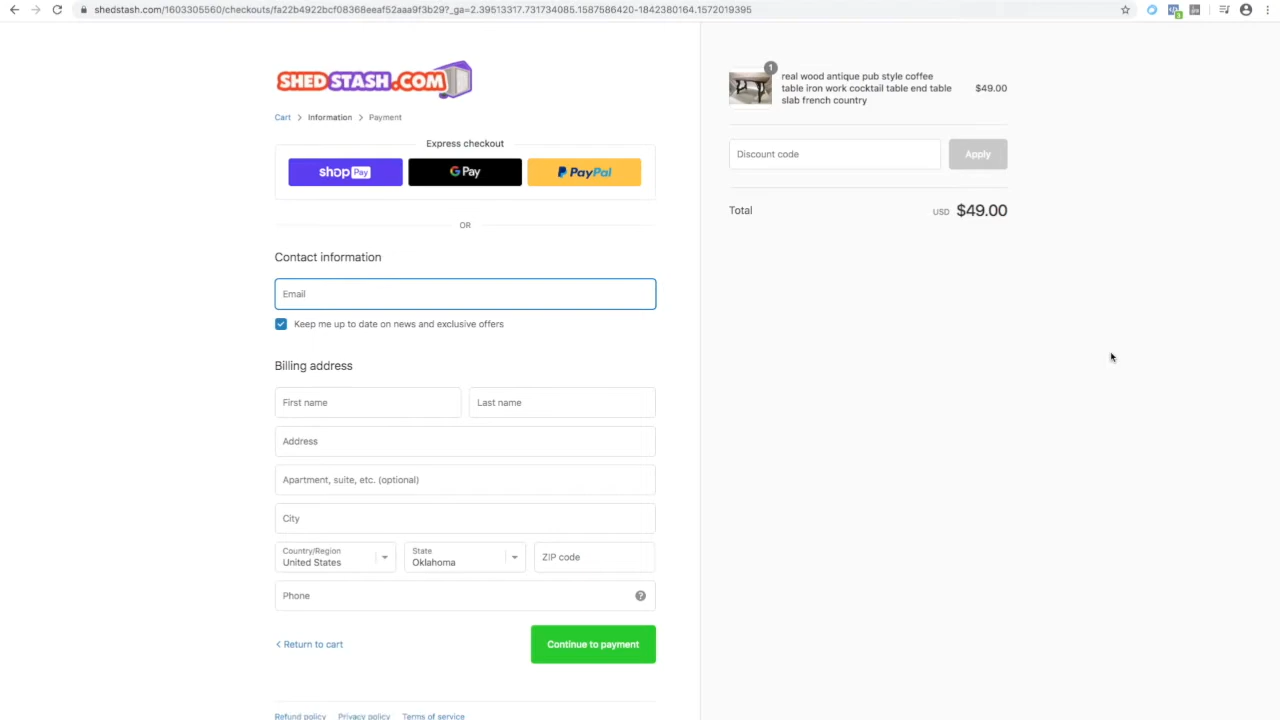 shedstash.com/1603305560/checkouts/fa22b4922bcf08368eeaf52aaa9f3b29?_ga=2.39513317.731734085.1587586420-1842380164.1572019395
SHEDSTASH.COM
Cart > Information > Payment
Express checkout
shop Pay
G Pay
PayPal
OR
Contact information
Email
Keep me up to date on news and exclusive offers
Billing address
First name
Last name
Address
Apartment, suite, etc. (optional)
City
Country/Region
United States
State
Oklahoma
ZIP code
Phone
?
< Return to cart
Continue to payment
Refund policy
Privacy policy
Terms of service
1
real wood antique pub style coffee
table iron work cocktail table end table
slab french country
$49.00
Discount code
Apply
Total
USD $49.00